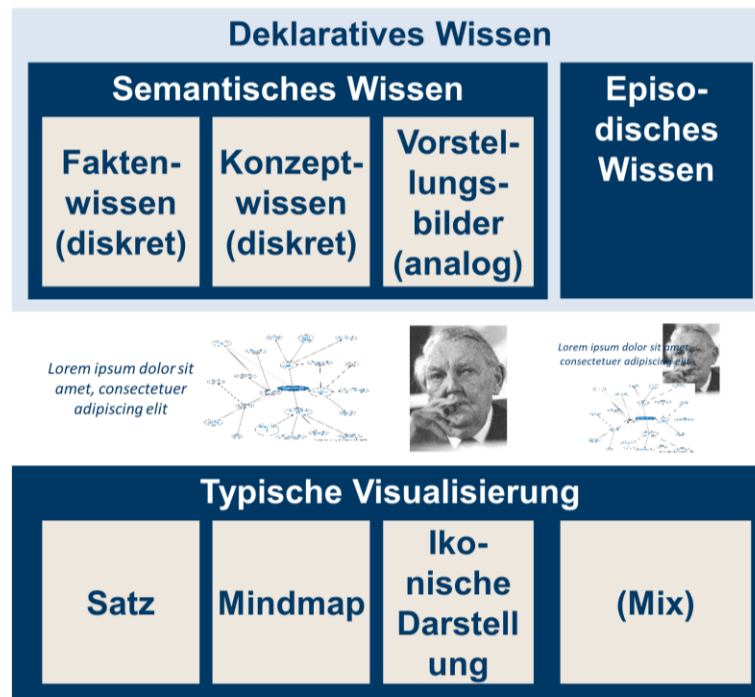 Deklaratives Wissen
Semantisches Wissen
Fakten-
wissen
(diskret)
Konzept-
wissen
(diskret)
Vorstel-
lungs-
bilder
(analog)
Episo-
disches
Wissen
Lorem ipsum dolor sit
amet, consectetuer
adipiscing elit
Lorem ipsum dolor sit amet,
consectetuer adipiscing elit
Typische Visualisierung
Satz
Mindmap
Iko-
nische
Darstell
ung
(Mix)